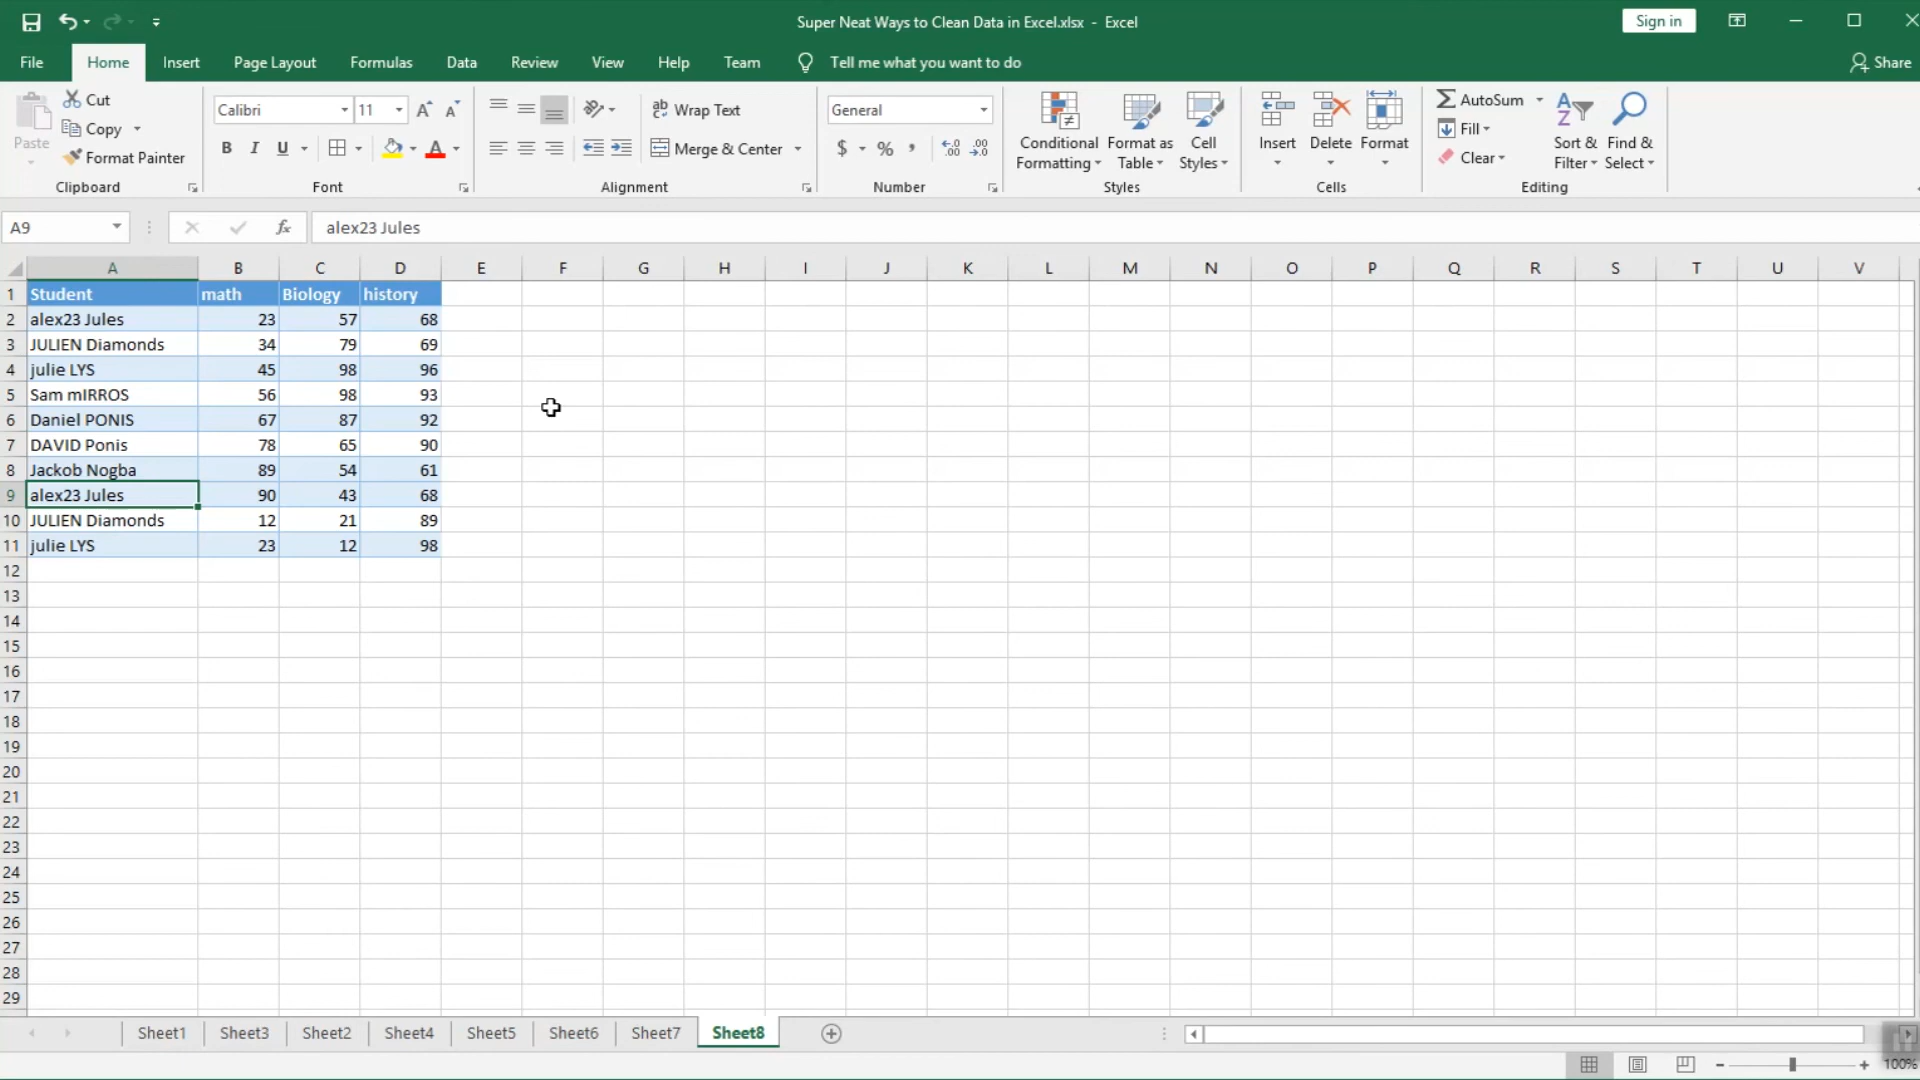 Super Neat Ways to Clean Data in Excel.xlsx - Excel
Sign in
File Home Insert Page Layout Formulas Data Review View Help Team Tell me what you want to do Share
Paste
Cut
Copy
Format Painter
Clipboard
Calibri 11
B I U
Font
Wrap Text
Merge & Center
Alignment
General
$ % ,
Number
Conditional Formatting
Format as Table
Cell Styles
Styles
Insert Delete Format
Cells
AutoSum
Fill
Clear
Sort & Filter
Find & Select
Editing
A9 fx alex23 Jules
A B C D E F G H I J K L M N O P Q R S T U V
1 Student math Biology history
2 alex23 Jules 23 57 68
3 JULIEN Diamonds 34 79 69
4 julie LYS 45 98 96
5 Sam mIRROS 56 98 93
6 Daniel PONIS 67 87 92
7 DAVID Ponis 78 65 90
8 Jackob Nogba 89 54 61
9 alex23 Jules 90 43 68
10 JULIEN Diamonds 12 21 89
11 julie LYS 23 12 98
12
13
14
15
16
17
18
19
20
21
22
23
24
25
26
27
28
29
Sheet1 Sheet3 Sheet2 Sheet4 Sheet5 Sheet6 Sheet7 Sheet8
100%